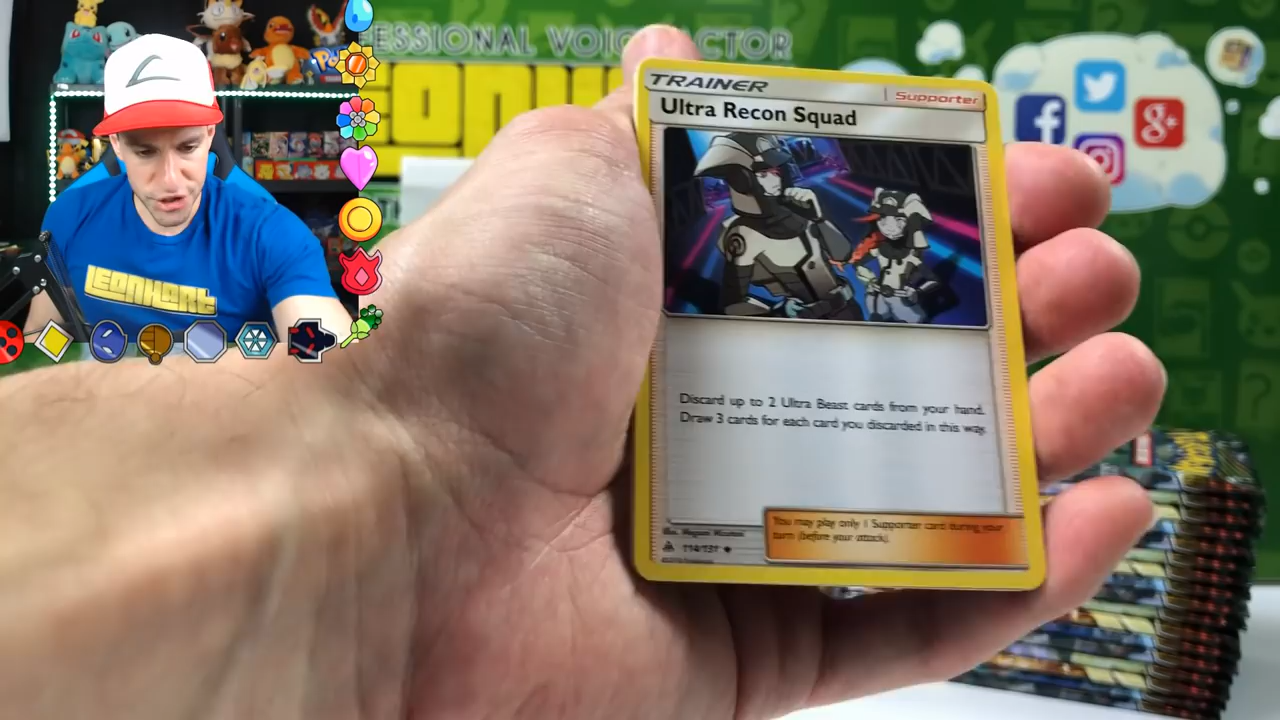 ESSIONAL VOICE ACTOR
LEONHART
TRAINER
Supporter
Ultra Recon Squad
Discard up to 2 Ultra Beast cards from your hand.
Draw 3 cards for each card you discarded in this way.
You may play only 1 Supporter card during your
turn (before your attack).
114/131